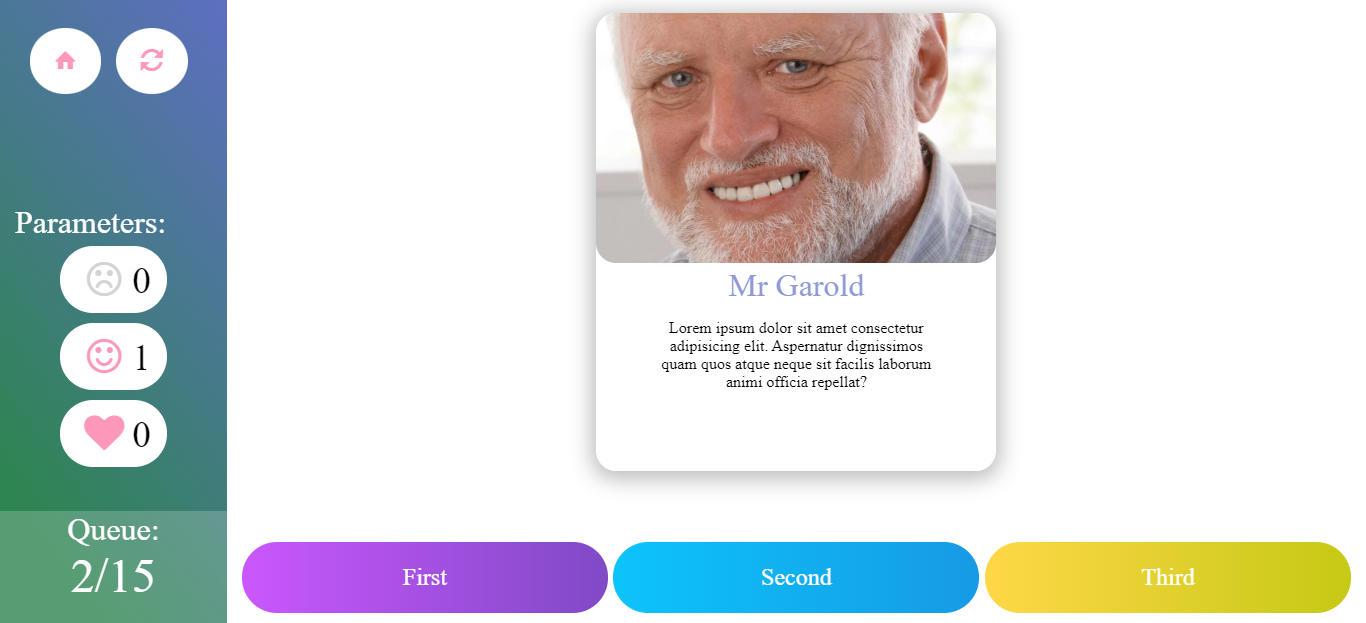 Parameters:
0
1
0
Queue:
2/15
Mr Garold
Lorem ipsum dolor sit amet consectetur
adipisicing elit. Aspernatur dignissimos
quam quos atque neque sit facilis laborum
animi officia repellat?
First
Second
Third